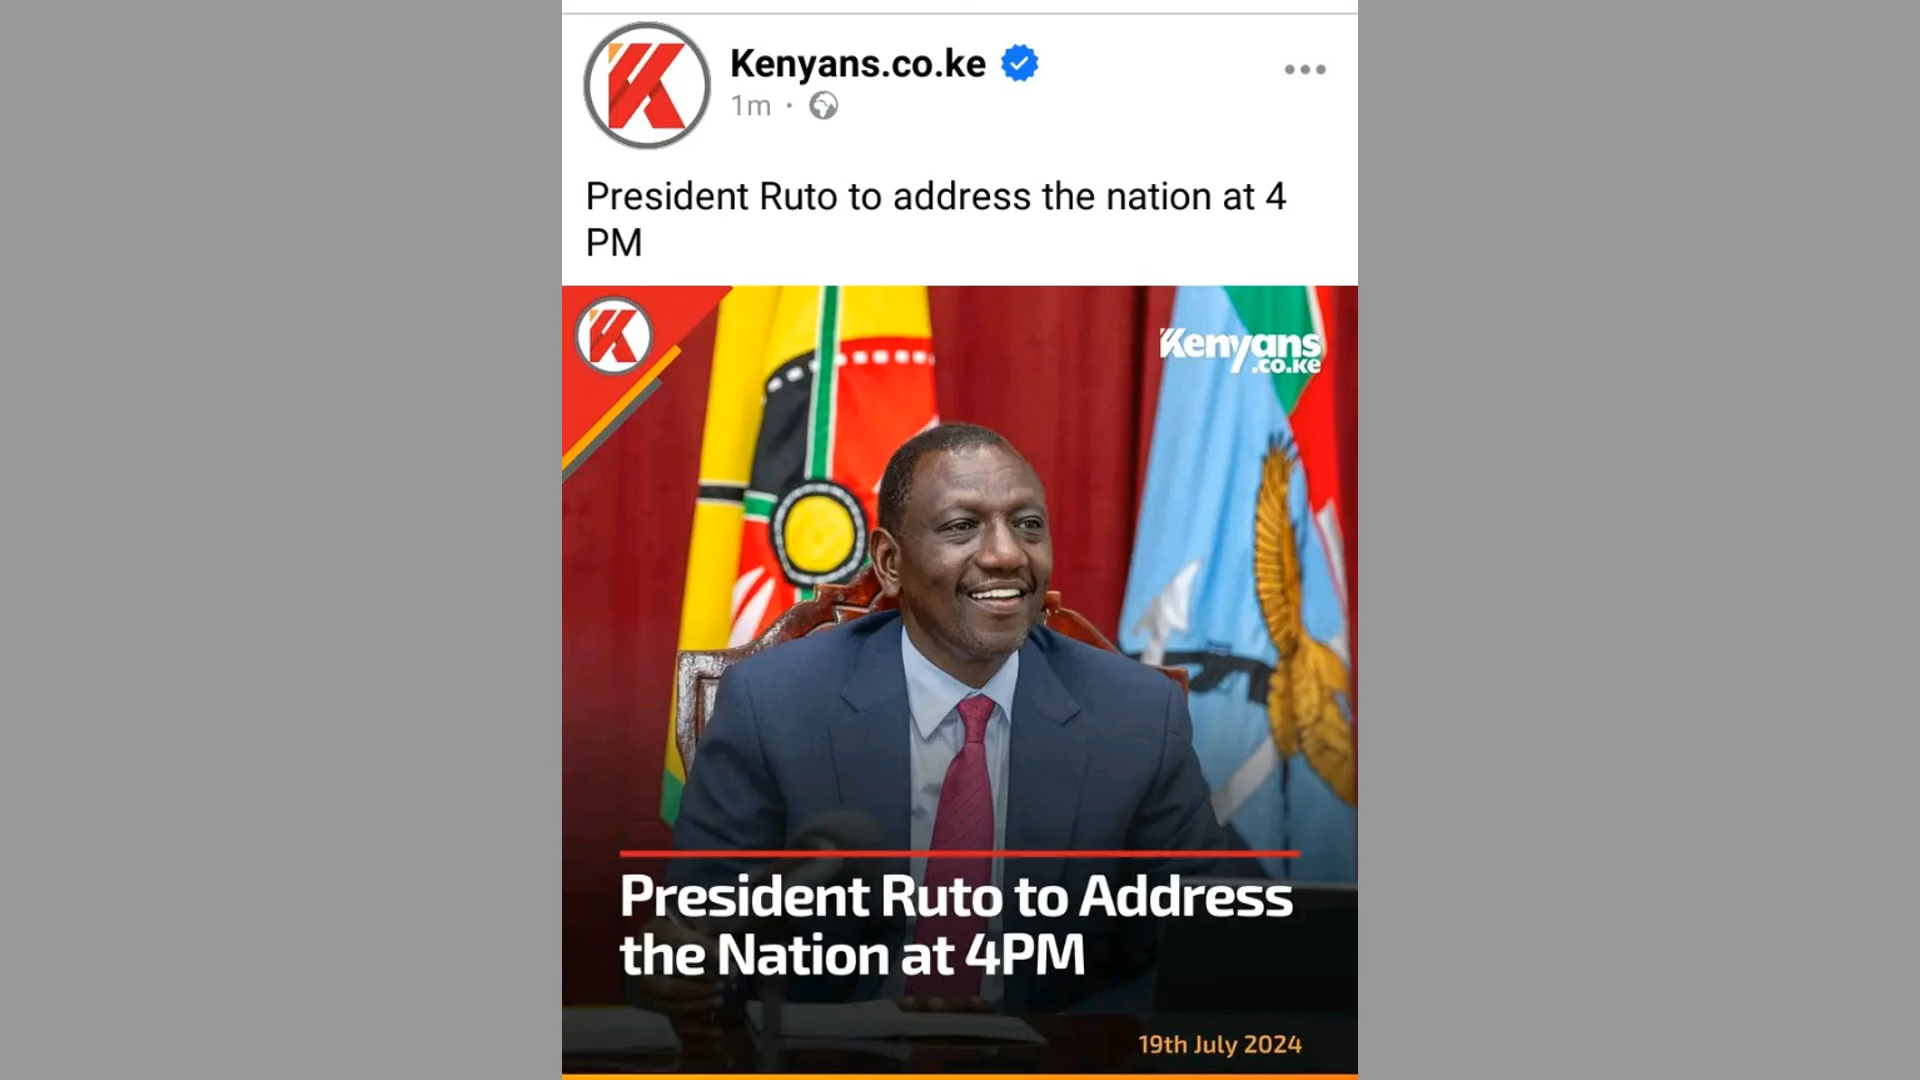 Kenyans.co.ke
1m ·
President Ruto to address the nation at 4
PM
Kenyans
.co.ke
President Ruto to Address
the Nation at 4PM
19th July 2024